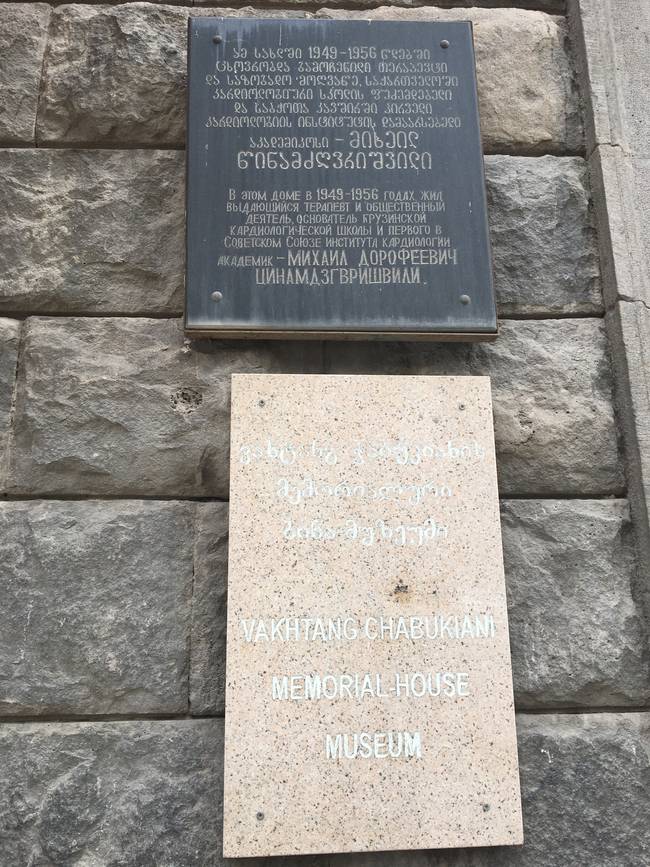 ამ სახლში 1949-1956 წლებში
ცხოვრობდა გამოჩენილი თერაპევტი
და საზოგადო მოღვაწე, საქართველოში
კარდიოლოგიური სკოლის ფუძემდებელი
და საბჭოთა კავშირში პირველი
კარდიოლოგიის ინსტიტუტის დამაარსებელი
აკადემიკოსი – მიხეილ
წინამძღვრიშვილი
В ЭТОМ ДОМЕ В 1949-1956 ГОДАХ ЖИЛ
ВЫДАЮЩИЙСЯ ТЕРАПЕВТ И ОБЩЕСТВЕННЫЙ
ДЕЯТЕЛЬ, ОСНОВАТЕЛЬ ГРУЗИНСКОЙ
КАРДИОЛОГИЧЕСКОЙ ШКОЛЫ И ПЕРВОГО В
СОВЕТСКОМ СОЮЗЕ ИНСТИТУТА КАРДИОЛОГИИ
АКАДЕМИК – МИХАИЛ ДОРОФЕЕВИЧ
ЦИНАМДЗГВРИШВИЛИ.
ვახტანგ ჭაბუკიანის
მემორიალური
ბინა-მუზეუმი
VAKHTANG CHABUKIANI
MEMORIAL-HOUSE
MUSEUM